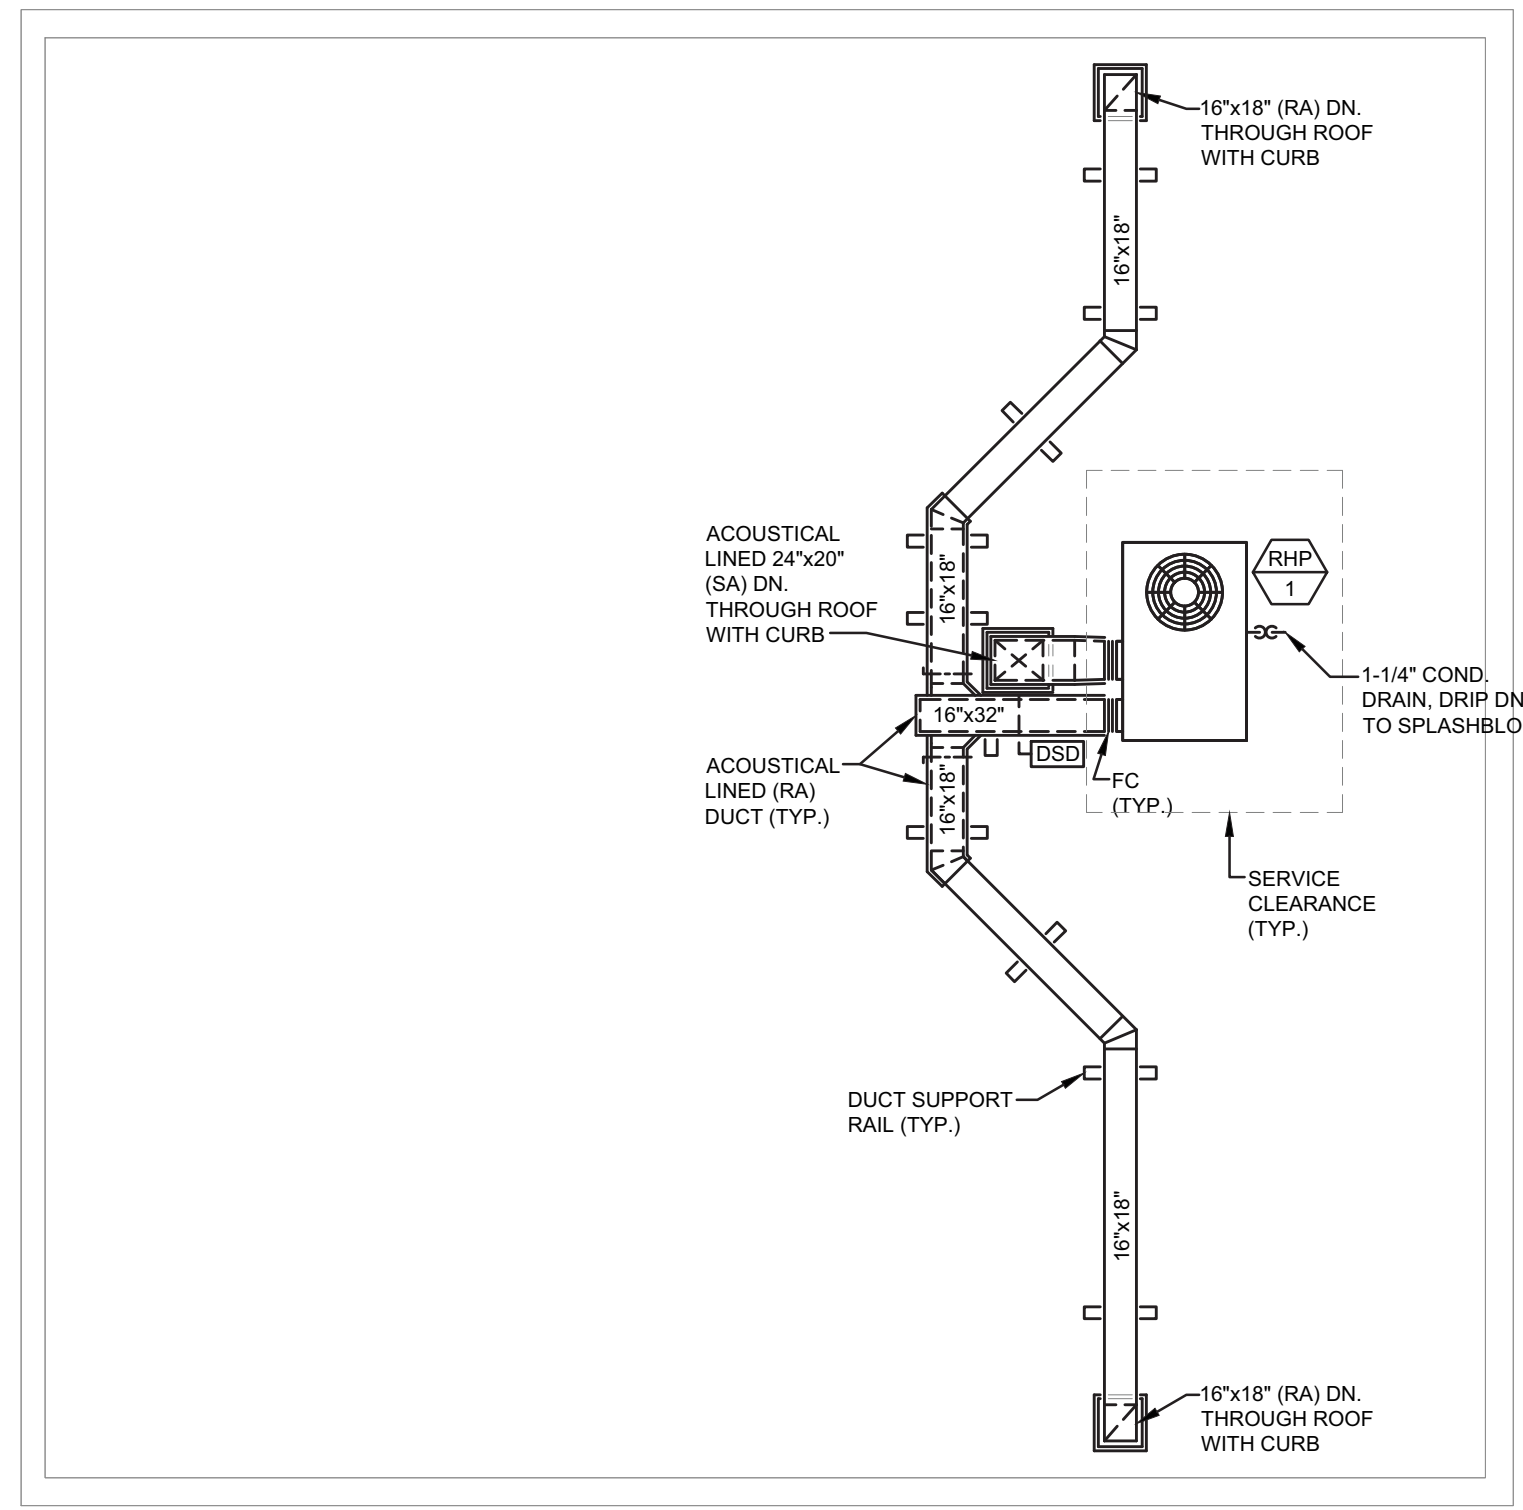 16"x18" (RA) DN.
THROUGH ROOF
WITH CURB
16"x18"
ACOUSTICAL
LINED 24"x20"
(SA) DN.
THROUGH ROOF
WITH CURB
16"x18"
RHP
1
1-1/4" COND.
DRAIN, DRIP DN
TO SPLASHBLO
16"x32"
DSD
ACOUSTICAL
LINED (RA)
DUCT (TYP.)
16"x18"
FC
(TYP.)
SERVICE
CLEARANCE
(TYP.)
DUCT SUPPORT
RAIL (TYP.)
16"x18"
16"x18" (RA) DN.
THROUGH ROOF
WITH CURB